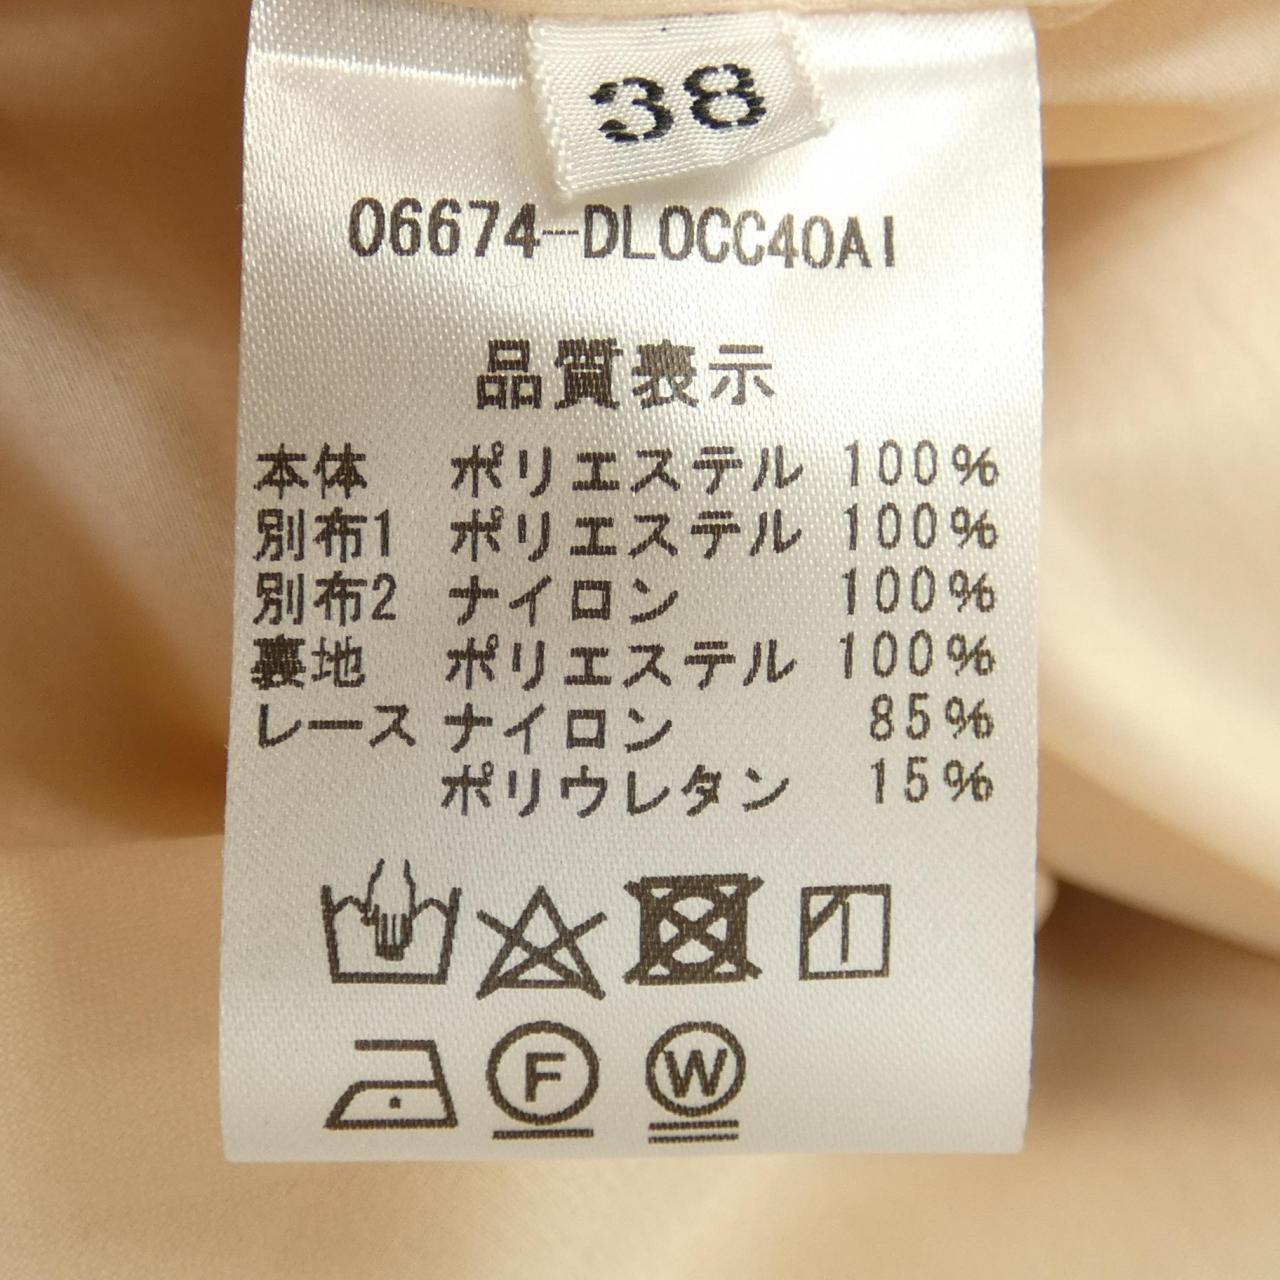 38
06674-DL0CC40AI
品質表示
本体 ポリエステル 100%
別布1 ポリエステル 100%
別布2 ナイロン 100%
裏地 ポリエステル 100%
レース ナイロン 85%
ポリウレタン 15%
F W